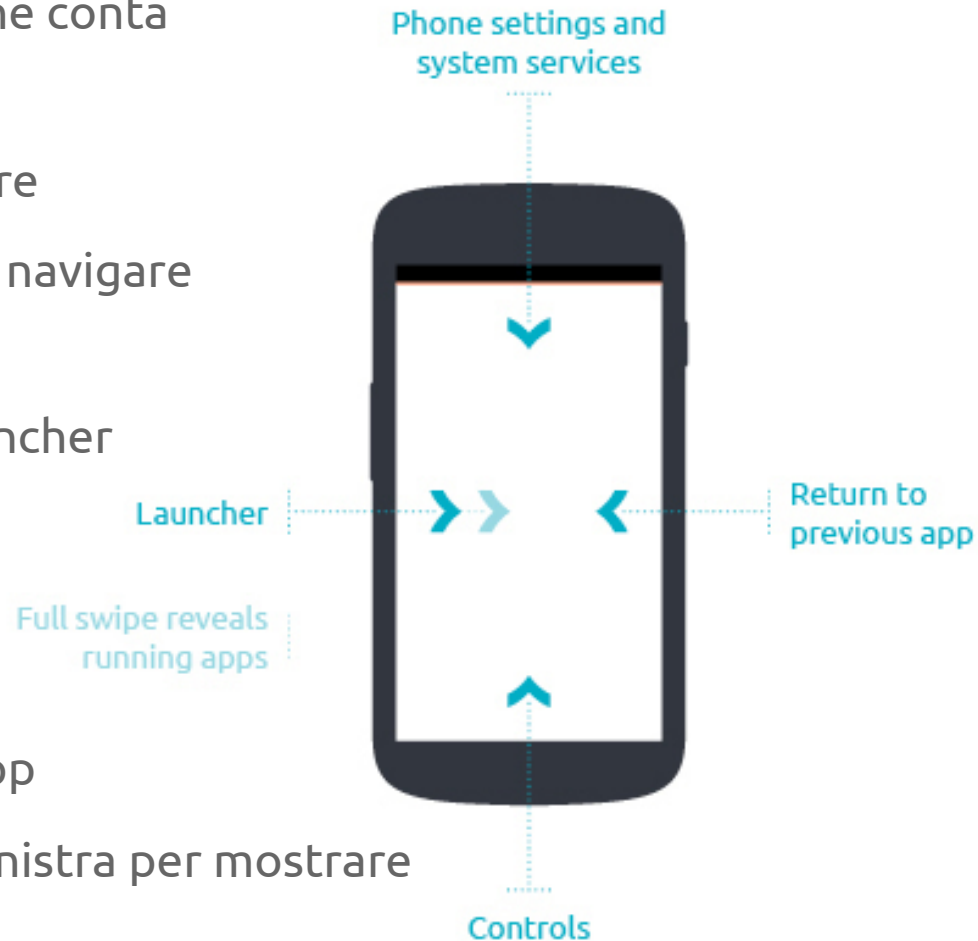 ne conta
re
navigare
ncher
op
nistra per mostrare
Phone settings and
system services
Launcher
Full swipe reveals
running apps
Return to
previous app
Controls